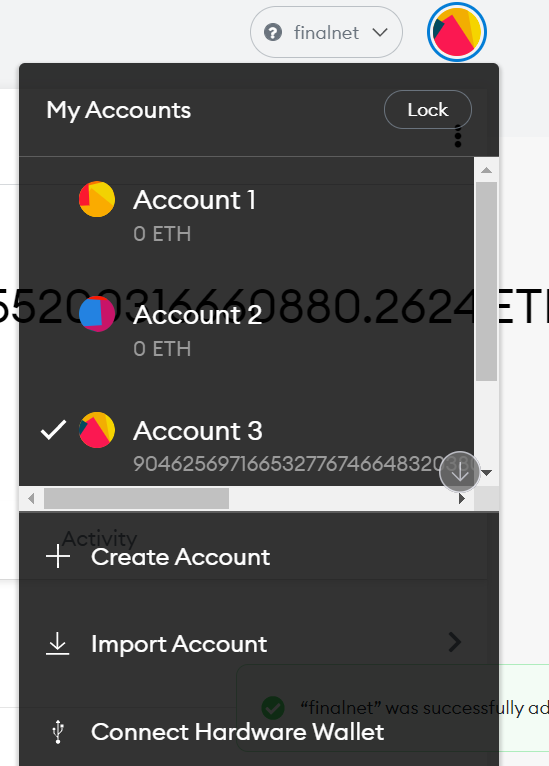 finalnet
My Accounts
Lock
Account 1
0 ETH
55200316660880.2624 ETH
Account 2
0 ETH
Account 3
Activity
Create Account
Import Account
"finalnet" was successfully ad
Connect Hardware Wallet